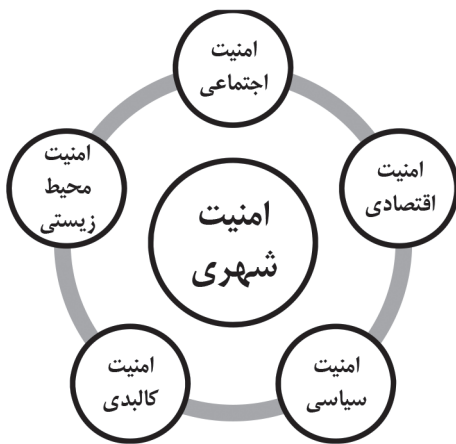 امنیت
اجتماعی
امنیت
اقتصادی
امنیت
سیاسی
امنیت
کالبدی
امنیت
محیط
زیستی
امنیت
شهری